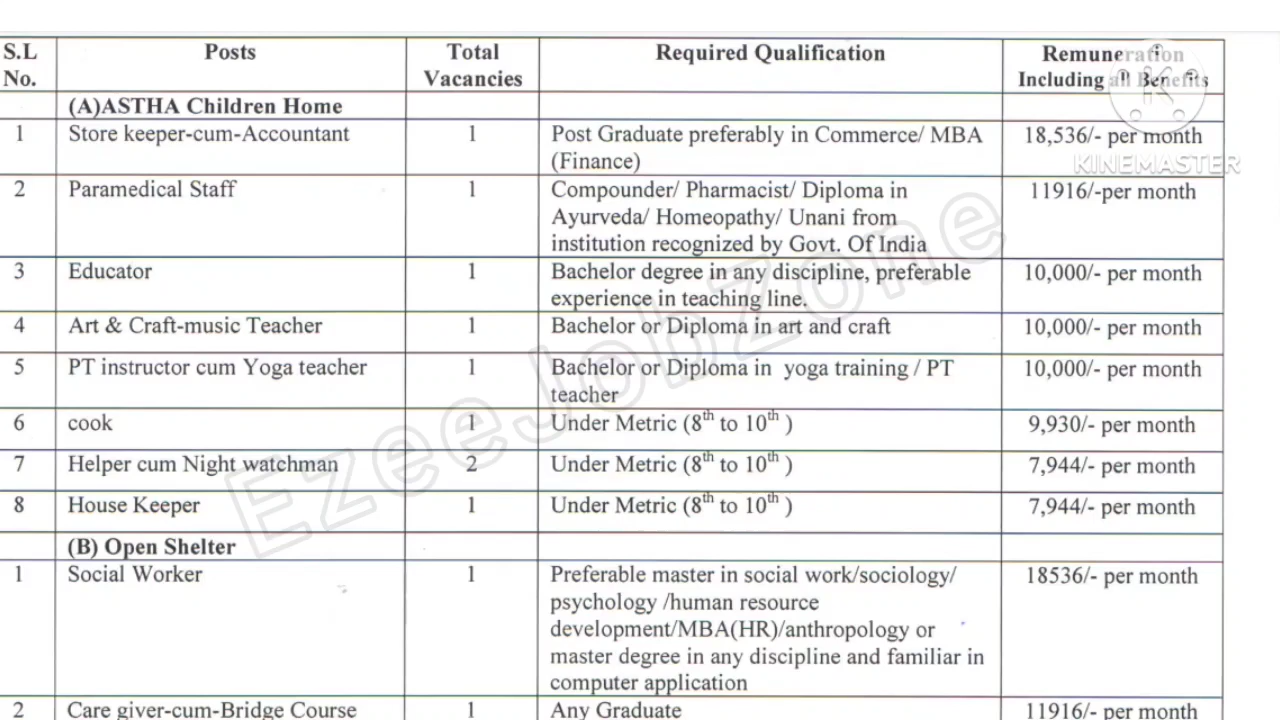 S.L No. Posts Total Vacancies Required Qualification Remuneration Including all Benefits
(A)ASTHA Children Home
1 Store keeper-cum-Accountant 1 Post Graduate preferably in Commerce/ MBA 18,536/- per month
(Finance)
KINEMASTER
2 Paramedical Staff 1 Compounder/ Pharmacist/ Diploma in 11916/-per month
Ayurveda/ Homeopathy/ Unani from
institution recognized by Govt. Of India
3 Educator 1 Bachelor degree in any discipline, preferable 10,000/- per month
experience in teaching line.
4 Art & Craft-music Teacher 1 Bachelor or Diploma in art and craft 10,000/- per month
5 PT instructor cum Yoga teacher 1 Bachelor or Diploma in yoga training / PT 10,000/- per month
teacher
6 cook 1 Under Metric (8th to 10th ) 9,930/- per month
7 Helper cum Night watchman 2 Under Metric (8th to 10th ) 7,944/- per month
8 House Keeper 1 Under Metric (8th to 10th ) 7,944/- per month
EzeeJobZone
(B) Open Shelter
1 Social Worker 1 Preferable master in social work/sociology/ 18536/- per month
psychology /human resource
development/MBA(HR)/anthropology or
master degree in any discipline and familiar in
computer application
2 Care giver-cum-Bridge Course 1 Any Graduate 11916/- per month